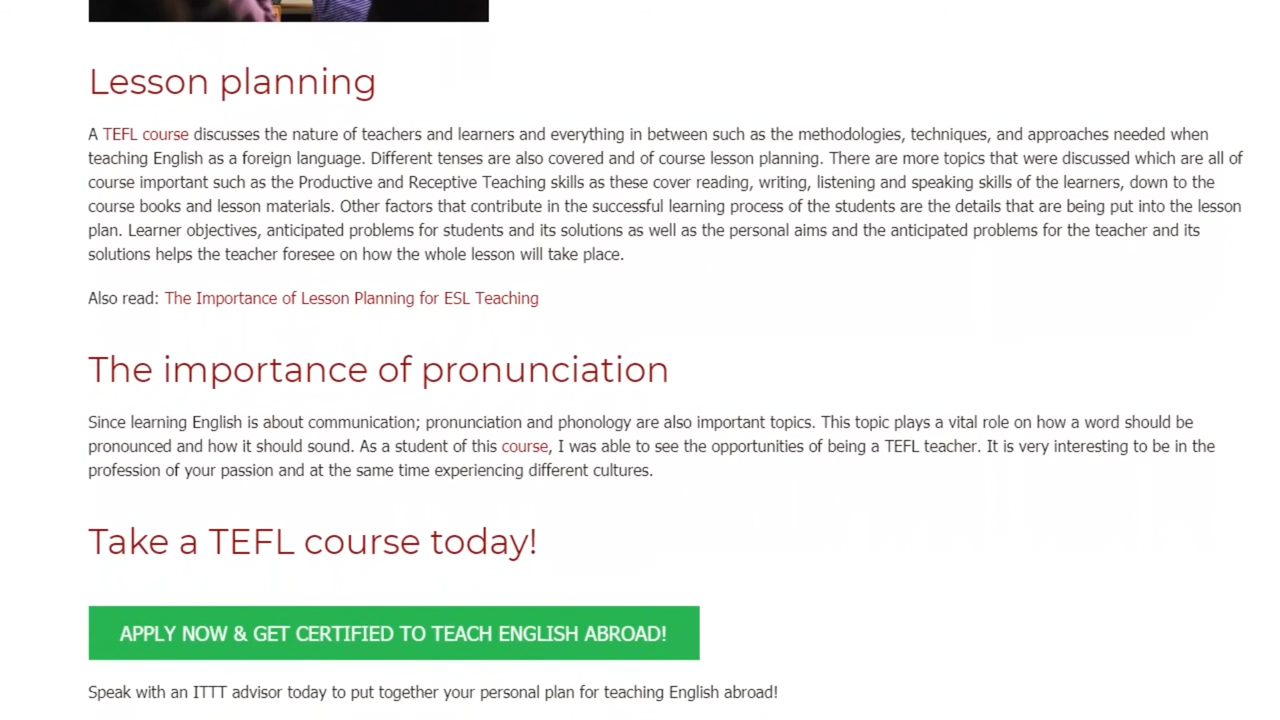 Lesson planning
A TEFL course discusses the nature of teachers and learners and everything in between such as the methodologies, techniques, and approaches needed when
teaching English as a foreign language. Different tenses are also covered and of course lesson planning. There are more topics that were discussed which are all of
course important such as the Productive and Receptive Teaching skills as these cover reading, writing, listening and speaking skills of the learners, down to the
course books and lesson materials. Other factors that contribute in the successful learning process of the students are the details that are being put into the lesson
plan. Learner objectives, anticipated problems for students and its solutions as well as the personal aims and the anticipated problems for the teacher and its
solutions helps the teacher foresee on how the whole lesson will take place.
Also read: The Importance of Lesson Planning for ESL Teaching
The importance of pronunciation
Since learning English is about communication; pronunciation and phonology are also important topics. This topic plays a vital role on how a word should be
pronounced and how it should sound. As a student of this course, I was able to see the opportunities of being a TEFL teacher. It is very interesting to be in the
profession of your passion and at the same time experiencing different cultures.
Take a TEFL course today!
APPLY NOW & GET CERTIFIED TO TEACH ENGLISH ABROAD!
Speak with an ITTT advisor today to put together your personal plan for teaching English abroad!